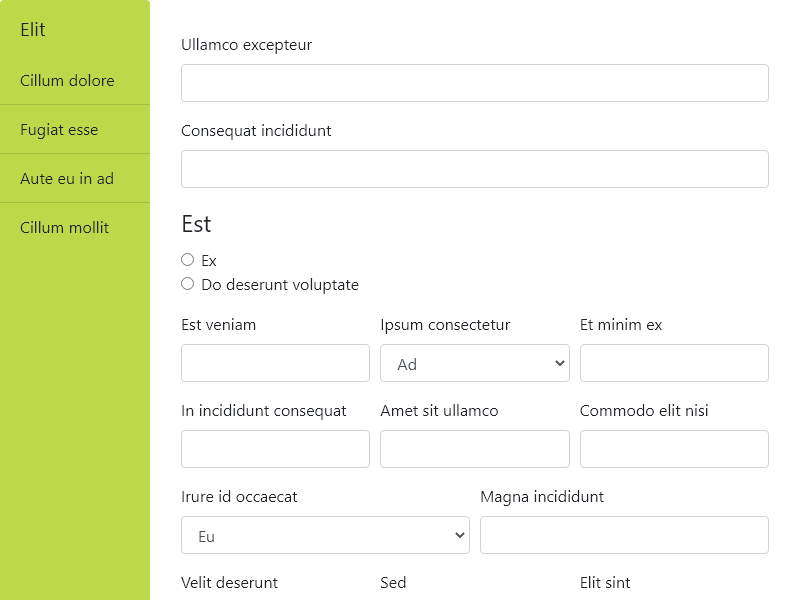 Elit
Cillum dolore
Fugiat esse
Aute eu in ad
Cillum mollit
Ullamco excepteur
Consequat incididunt
Est
Ex
Do deserunt voluptate
Est veniam
Ipsum consectetur
Et minim ex
Ad
In incididunt consequat
Amet sit ullamco
Commodo elit nisi
Irure id occaecat
Magna incididunt
Eu
Velit deserunt
Sed
Elit sint